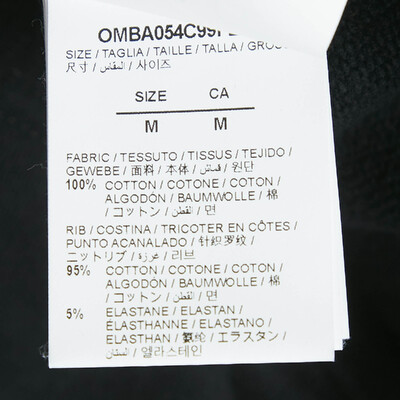 OMBA054C99F
SIZE / TAGLIA / TAILLE / TALLA /
尺寸 / المقاس / 사이즈
SIZE CA
M M
FABRIC / TESSUTO / TISSUS / TEJIDO /
GEWEBE / 面料 / 本体 / قماش / 원단
100% COTTON / COTONE / COTON /
ALGODÓN / BAUMWOLLE / 棉
/ コットン / القطن / 면
RIB / COSTINA / TRICOTER EN CÔTES /
PUNTO ACANALADO / 针织罗纹 /
ニットリブ / غرزة / 리브
95% COTTON / COTONE / COTON /
ALGODÓN / BAUMWOLLE / 棉
/ コットン / القطن / 면
5% ELASTANE / ELASTAN /
ÉLASTHANNE / ELASTANO /
ELASTHAN / 氨纶 / エラスタン /
엘라스테인